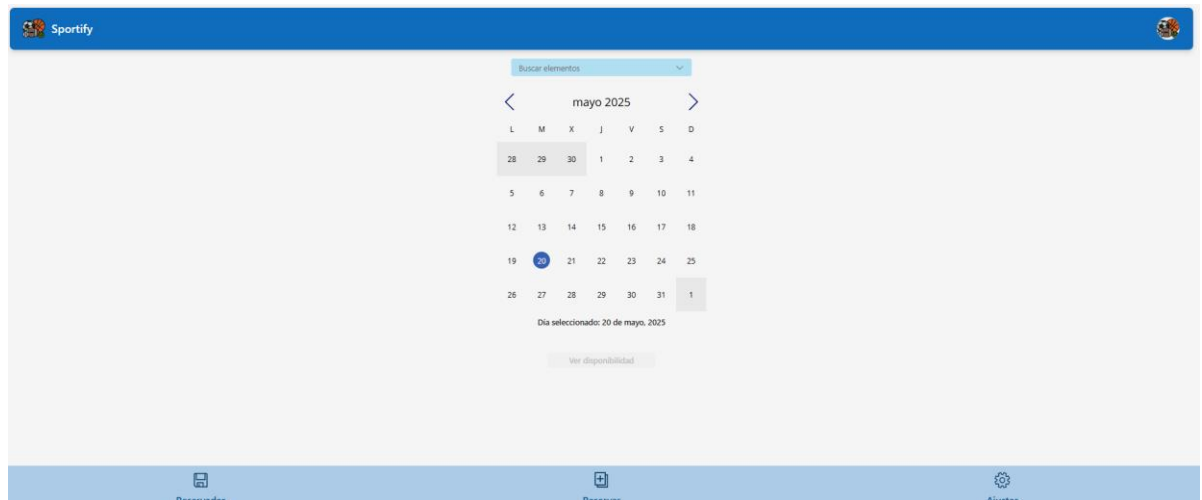 Sportify
Buscar elementos
mayo 2025
L M X J V S D
28 29 30 1 2 3 4
5 6 7 8 9 10 11
12 13 14 15 16 17 18
19 20 21 22 23 24 25
26 27 28 29 30 31 1
Día seleccionado: 20 de mayo, 2025
Ver disponibilidad